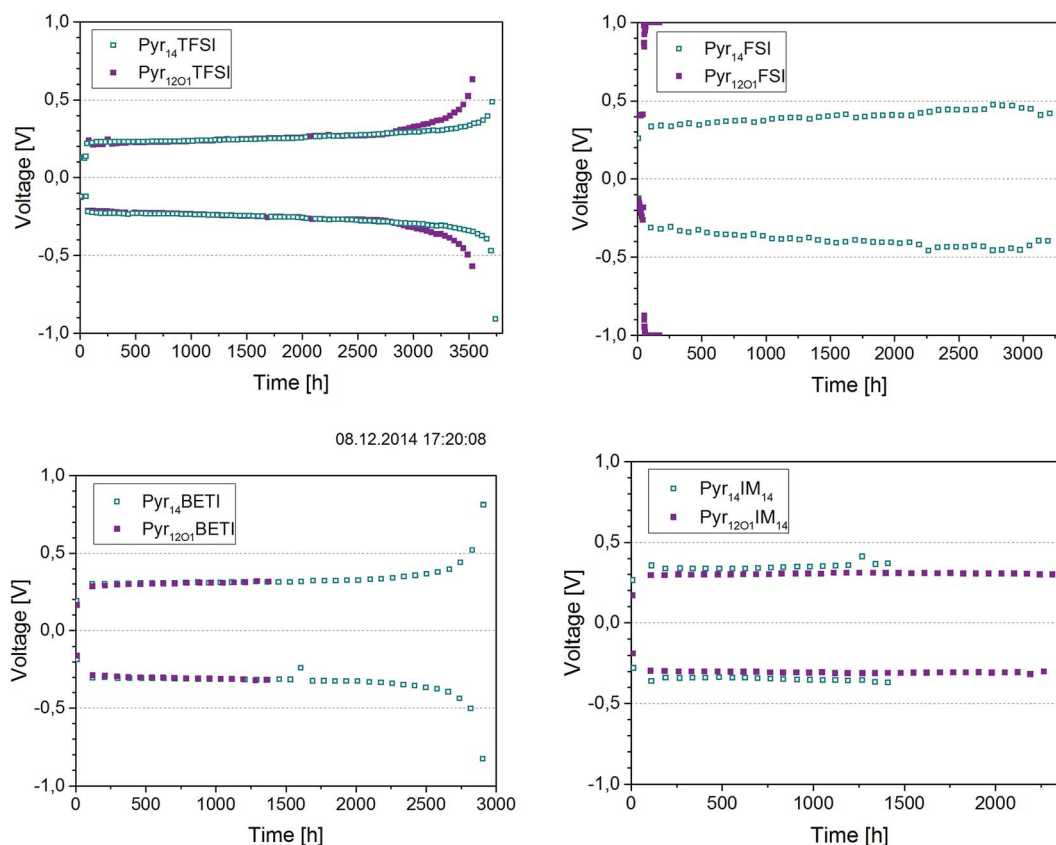 1,0
0,5
0,0
-0,5
-1,0
Voltage [V]
Pyr₁₄TFSI
Pyr₁₂O₁TFSI
0 500 1000 1500 2000 2500 3000 3500
Time [h]
1,0
0,5
0,0
-0,5
-1,0
Voltage [V]
Pyr₁₄FSI
Pyr₁₂O₁FSI
0 500 1000 1500 2000 2500 3000
Time [h]
08.12.2014 17:20:08
1,0
0,5
0,0
-0,5
-1,0
Voltage [V]
Pyr₁₄BETI
Pyr₁₂O₁BETI
0 500 1000 1500 2000 2500 3000
Time [h]
1,0
0,5
0,0
-0,5
-1,0
Voltage [V]
Pyr₁₄IM₁₄
Pyr₁₂O₁IM₁₄
0 500 1000 1500 2000
Time [h]